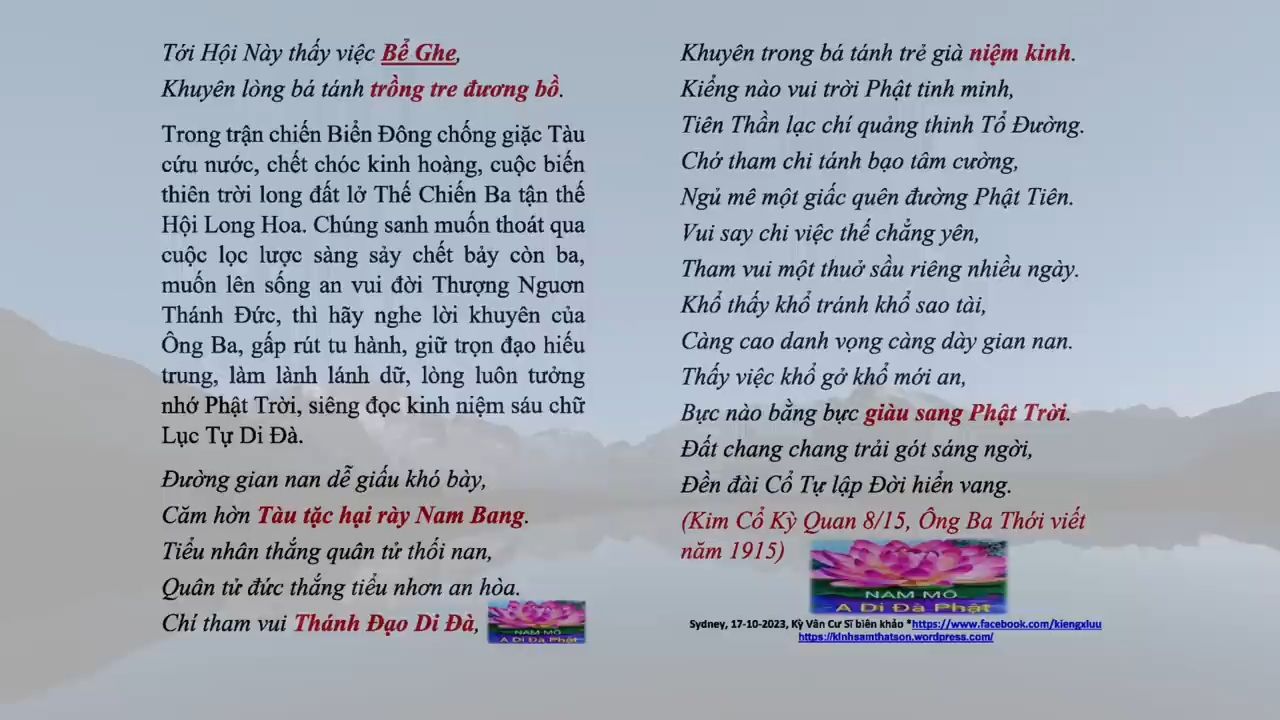 Tới Hội Này thấy việc Bể Ghe,
Khuyên lòng bá tánh trồng tre đương bồ.
Trong trận chiến Biển Đông chống giặc Tàu
cứu nước, chết chóc kinh hoàng, cuộc biến
thiên trời long đất lở Thế Chiến Ba tận thế
Hội Long Hoa. Chúng sanh muốn thoát qua
cuộc lọc lược sàng sảy chết bảy còn ba,
muốn lên sống an vui đời Thượng Nguơn
Thánh Đức, thì hãy nghe lời khuyên của
Ông Ba, gấp rút tu hành, giữ trọn đạo hiếu
trung, làm lành lánh dữ, lòng luôn tưởng
nhớ Phật Trời, siêng đọc kinh niệm sáu chữ
Lục Tự Di Đà.
Đường gian nan dễ giấu khó bày,
Căm hờn Tàu tặc hại rày Nam Bang.
Tiểu nhân thắng quân tử thối nan,
Quân tử đức thắng tiểu nhơn an hòa.
Chí tham vui Thánh Đạo Di Đà,
NAM MÔ
A Di Đà Phật
Khuyên trong bá tánh trẻ già niệm kinh.
Kiểng nào vui trời Phật tinh minh,
Tiên Thần lạc chí quảng thinh Tổ Đường.
Chớ tham chi tánh bạo tâm cường,
Ngủ mê một giấc quên đường Phật Tiên.
Vui say chi việc thế chẳng yên,
Tham vui một thuở sầu riêng nhiều ngày.
Khổ thấy khổ tránh khổ sao tài,
Càng cao danh vọng càng dày gian nan.
Thấy việc khổ gở khổ mới an,
Bực nào bằng bực giàu sang Phật Trời.
Đất chang chang trải gót sáng ngời,
Đền đài Cổ Tự lập Đời hiển vang.
(Kim Cổ Kỳ Quan 8/15, Ông Ba Thới viết
năm 1915)
NAM MÔ
A Di Đà Phật
Sydney, 17-10-2023, Kỳ Vân Cư Sĩ biên khảo *https://www.facebook.com/kiengxluu
https://kinhsamthatson.wordpress.com/